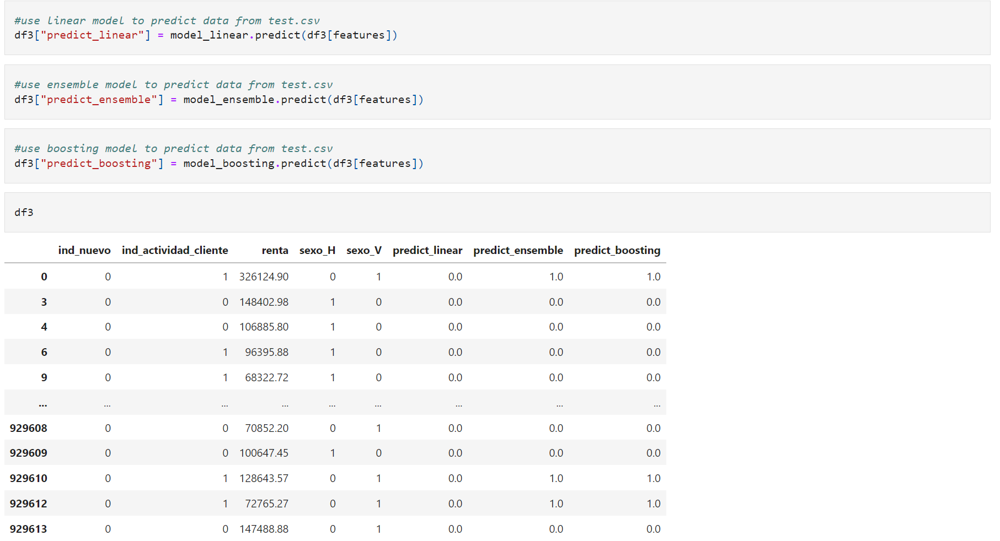 #use linear model to predict data from test.csv
df3["predict_linear"] = model_linear.predict(df3[features])
#use ensemble model to predict data from test.csv
df3["predict_ensemble"] = model_ensemble.predict(df3[features])
#use boosting model to predict data from test.csv
df3["predict_boosting"] = model_boosting.predict(df3[features])
df3
ind_nuevo ind_actividad_cliente renta sexo_H sexo_V predict_linear predict_ensemble predict_boosting
0 0 1 326124.90 0 1 0.0 1.0 1.0
3 0 0 148402.98 1 0 0.0 0.0 0.0
4 0 0 106885.80 1 0 0.0 0.0 0.0
6 0 1 96395.88 1 0 0.0 0.0 0.0
9 0 1 68322.72 1 0 0.0 0.0 0.0
... ... ... ... ... ... ... ... ...
929608 0 0 70852.20 0 1 0.0 0.0 0.0
929609 0 0 100647.45 1 0 0.0 0.0 0.0
929610 0 1 128643.57 0 1 0.0 1.0 1.0
929612 0 1 72765.27 0 1 0.0 1.0 1.0
929613 0 0 147488.88 0 1 0.0 0.0 0.0